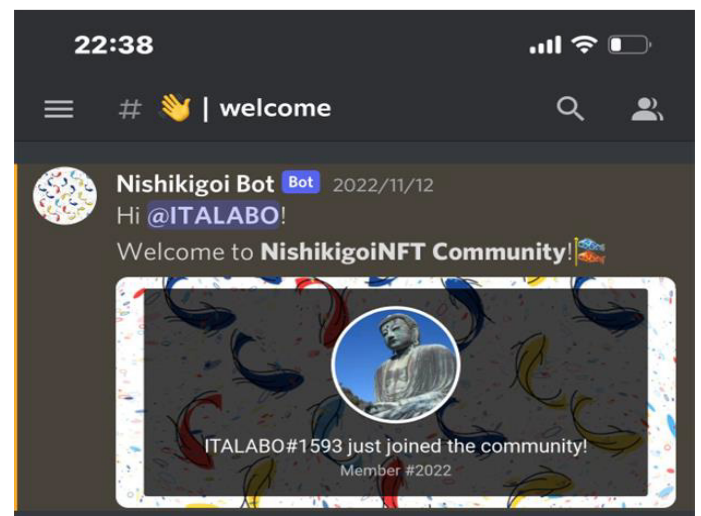 22:38
# 👋 | welcome
Nishikigoi Bot Bot 2022/11/12
Hi @ITALABO!
Welcome to NishikigoiNFT Community!🎏
ITALABO#1593 just joined the community!
Member #2022